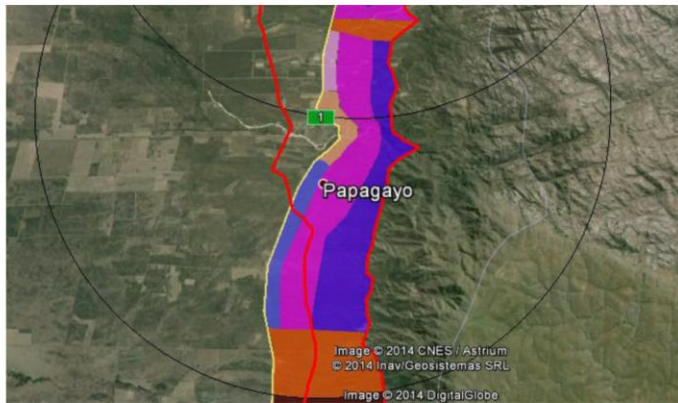 1
Papagayo
Image © 2014 CNES / Astrium
© 2014 Inav/Geosistemas SRL
Image © 2014 DigitalGlobe